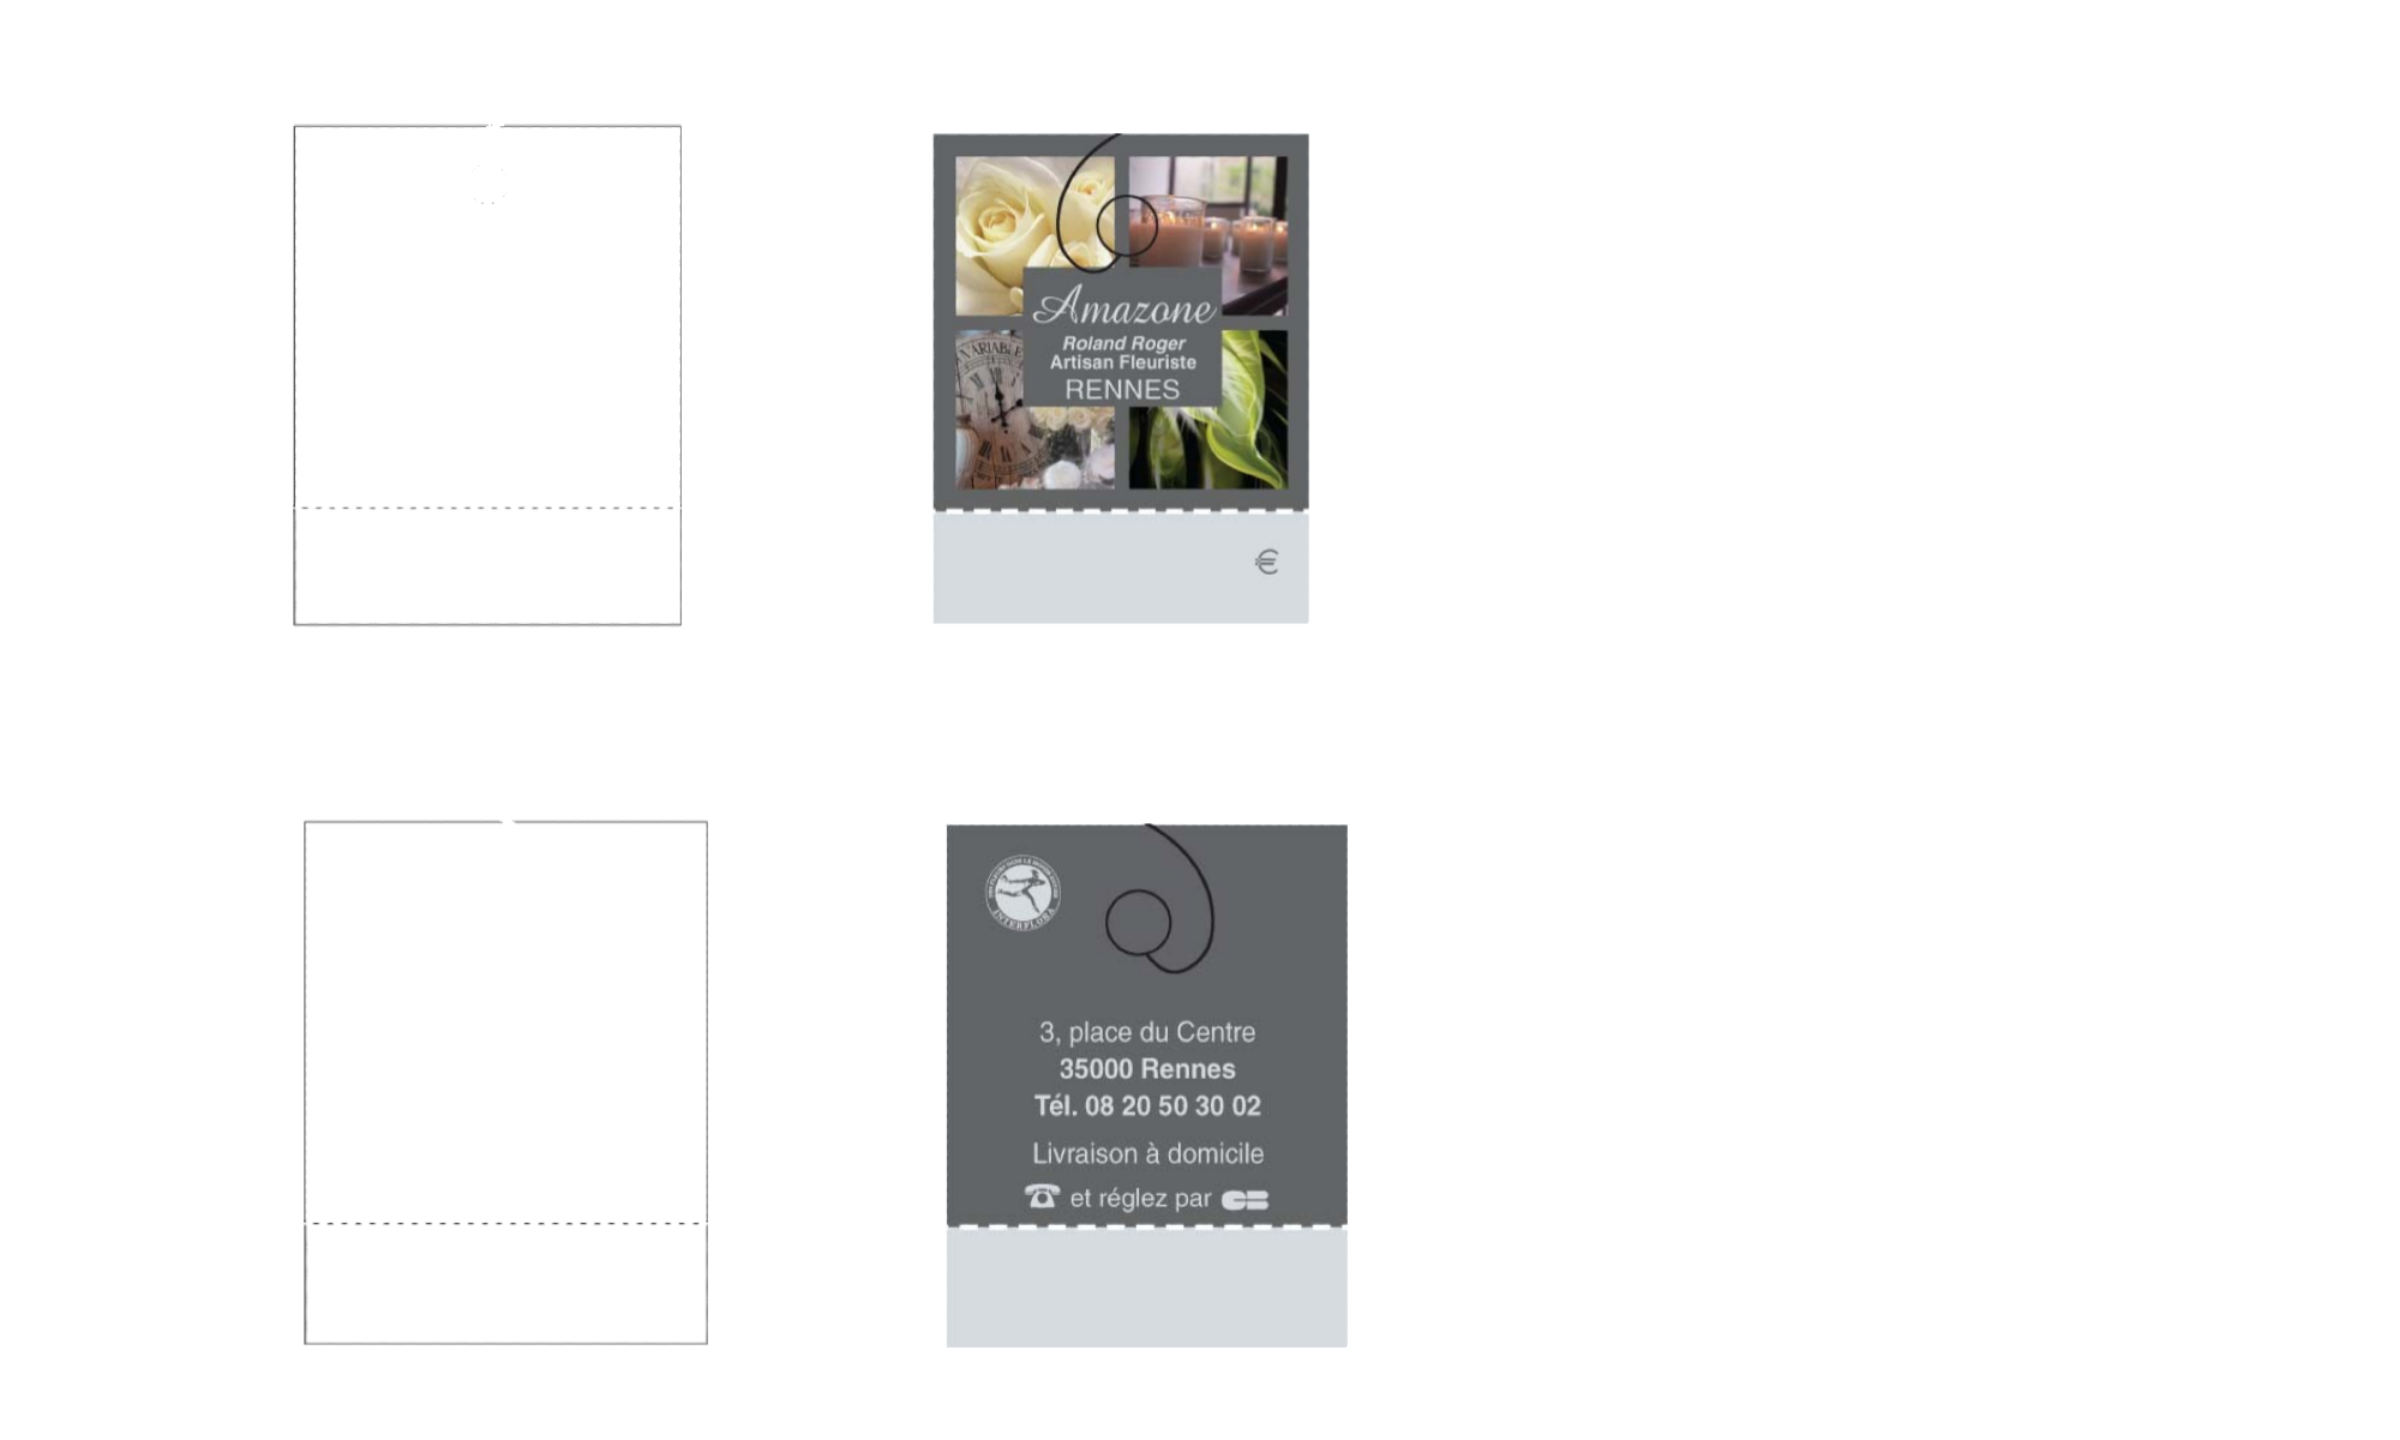 Amazone
Roland Roger
Artisan Fleuriste
RENNES
VARIABLE
€
INTERFLORA
3, place du Centre
35000 Rennes
Tél. 08 20 50 30 02
Livraison à domicile
et réglez par CB